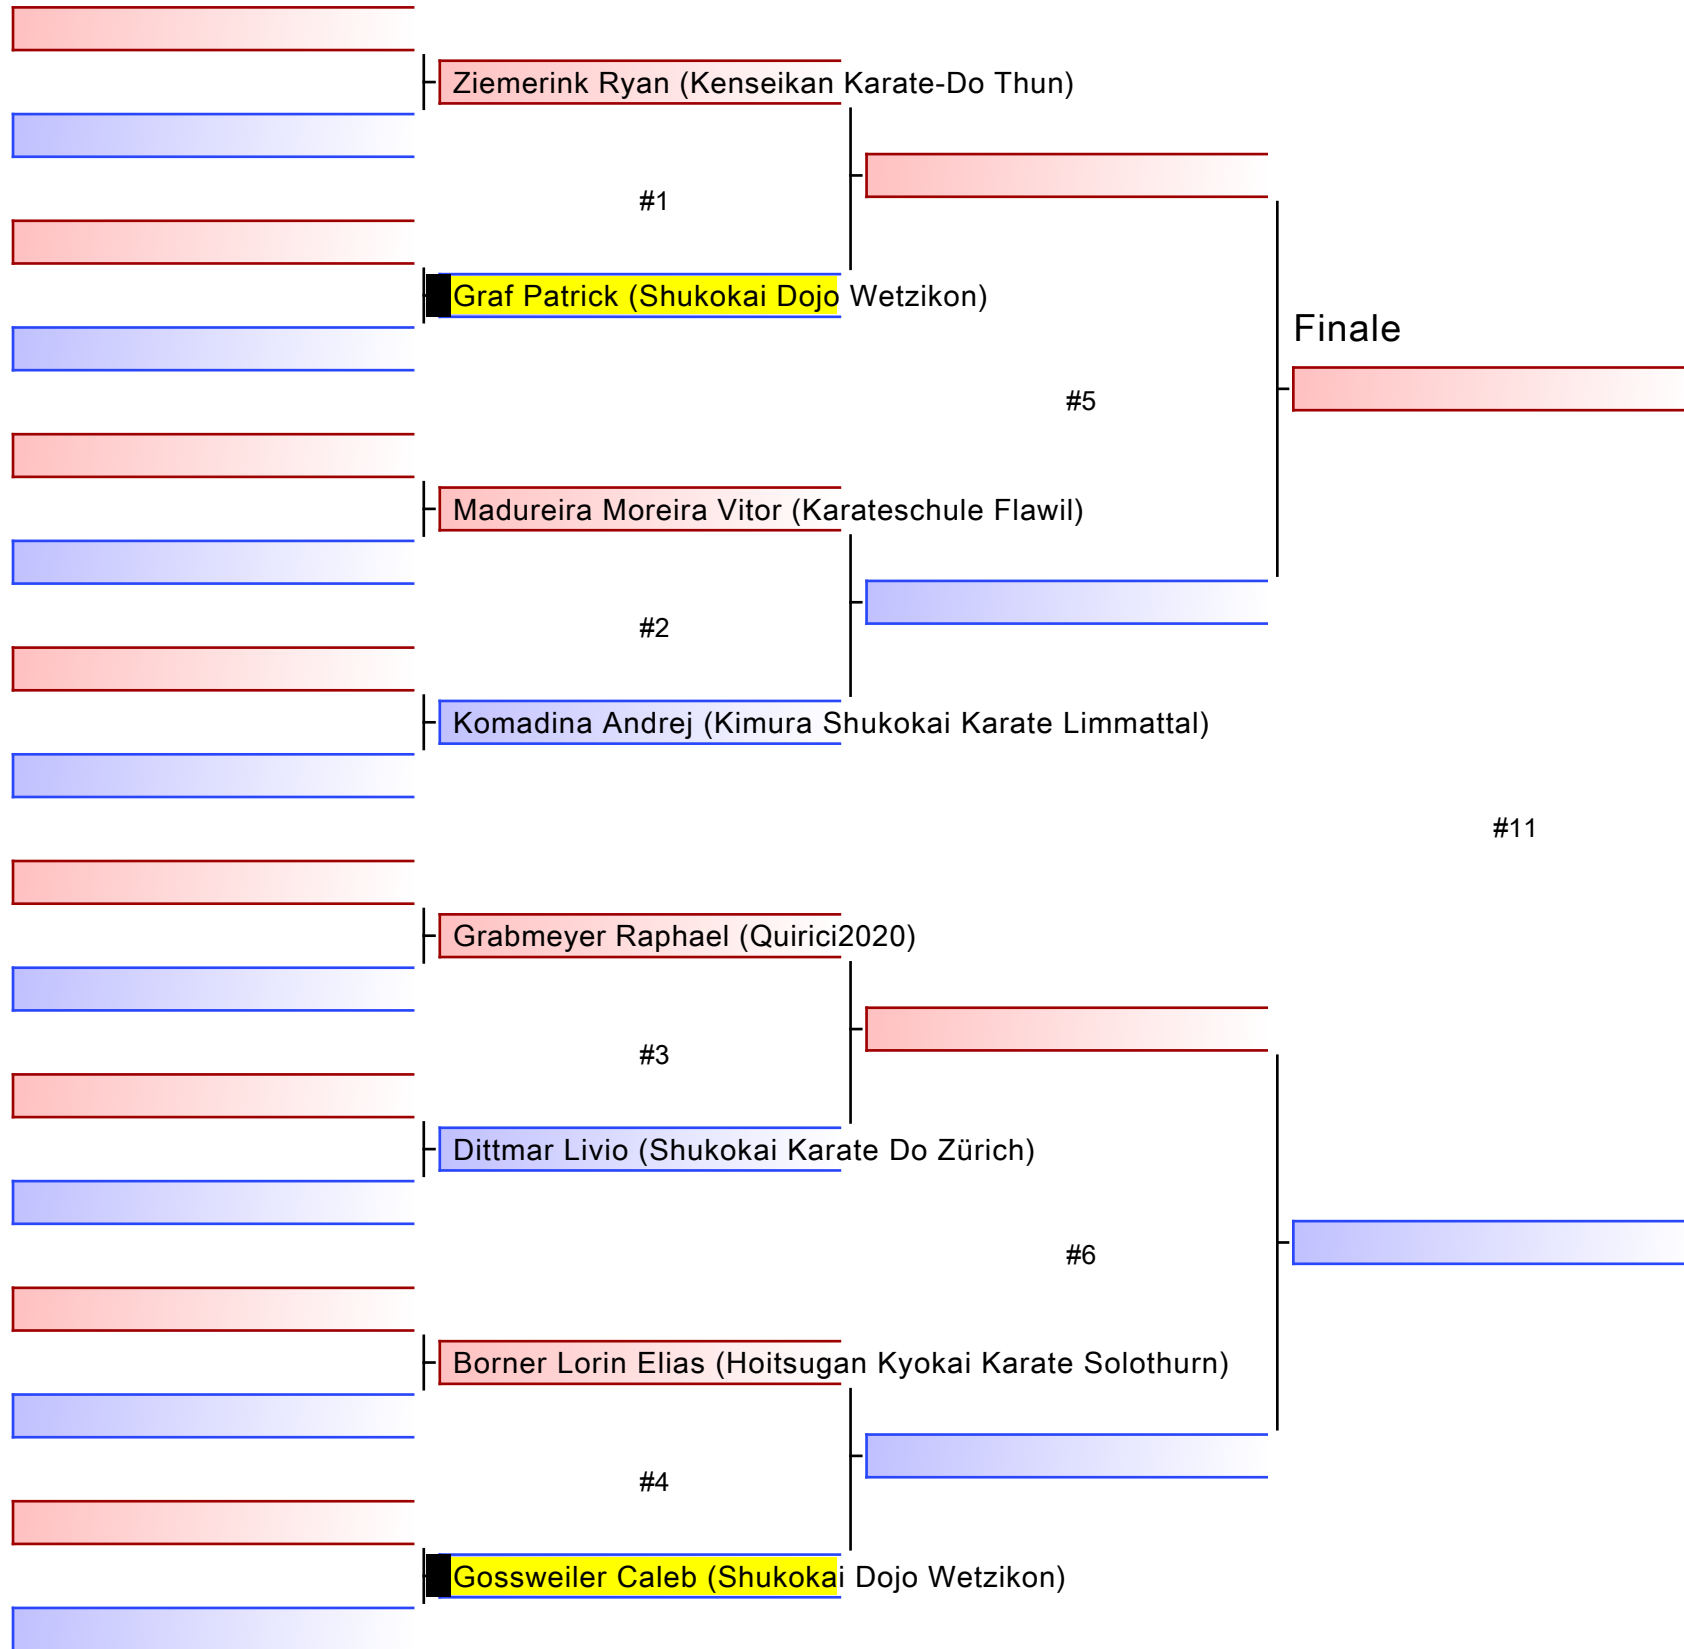 Ziemerink Ryan (Kenseikan Karate-Do Thun)
#1
Graf Patrick (Shukokai Dojo Wetzikon)
Finale
#5
Madureira Moreira Vitor (Karateschule Flawil)
#2
Komadina Andrej (Kimura Shukokai Karate Limmattal)
#11
Grabmeyer Raphael (Quirici2020)
#3
Dittmar Livio (Shukokai Karate Do Zürich)
#6
Borner Lorin Elias (Hoitsugan Kyokai Karate Solothurn)
#4
Gossweiler Caleb (Shukokai Dojo Wetzikon)